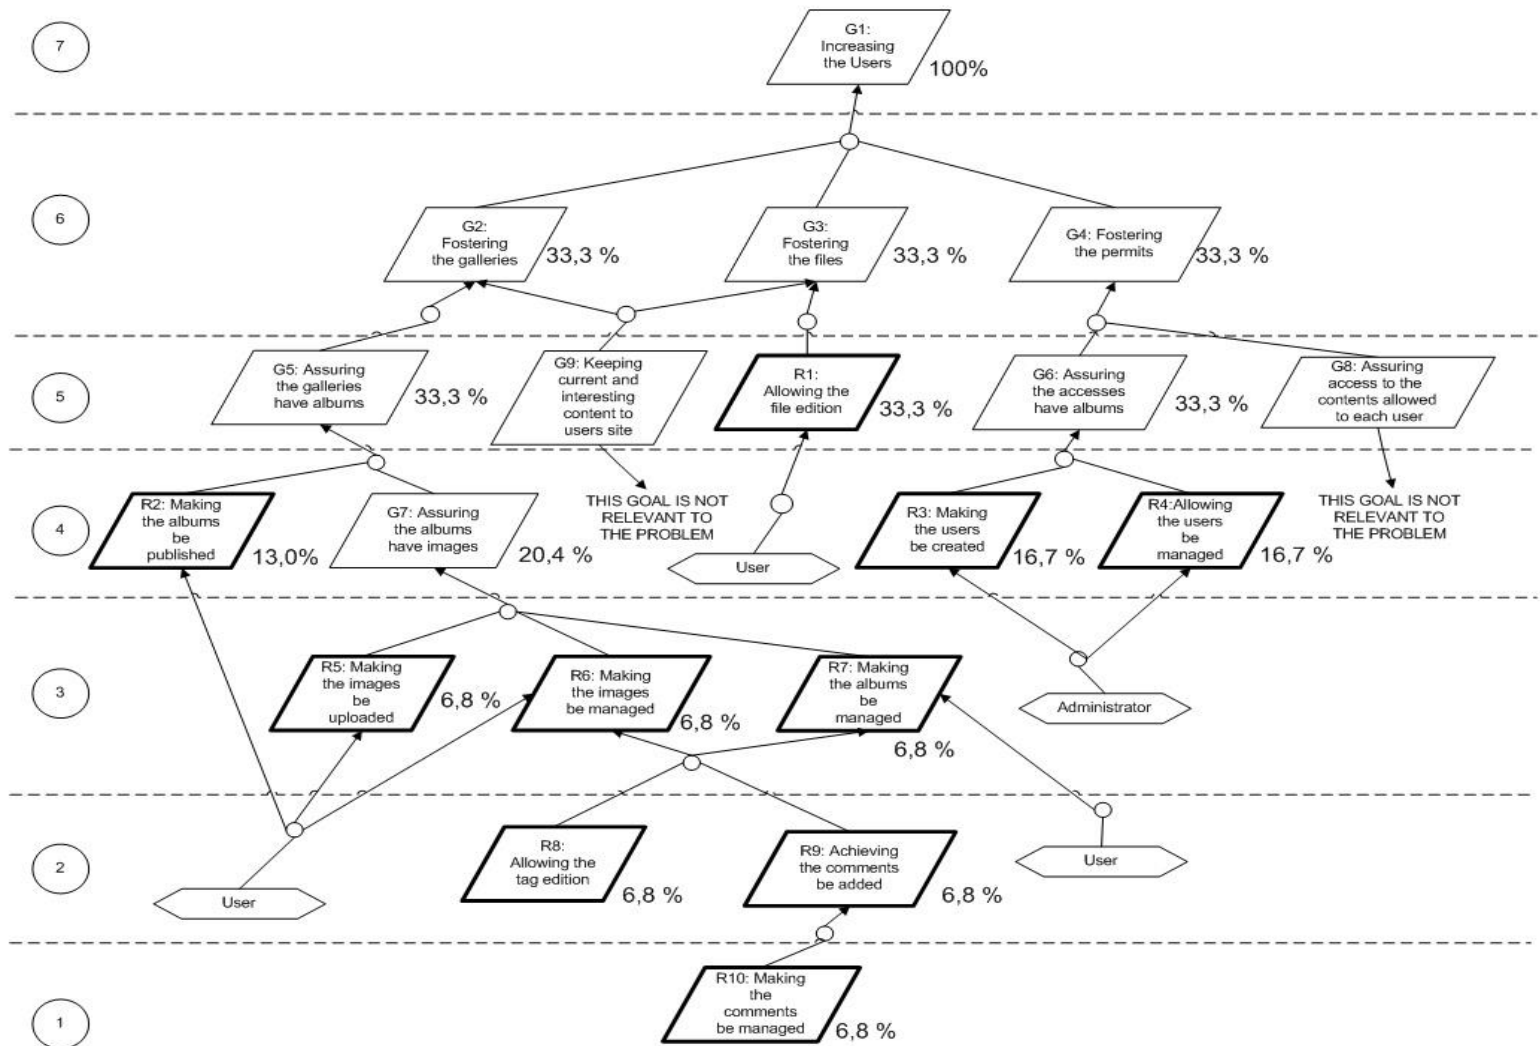 7
G1:
Increasing
the Users
100%
6
G2:
Fostering
the galleries
33,3 %
G3:
Fostering
the files
33,3 %
G4: Fostering
the permits
33,3 %
5
G5: Assuring
the galleries
have albums
33,3 %
G9: Keeping
current and
interesting
content to
users site
R1:
Allowing the
file edition
33,3 %
G6: Assuring
the accesses
have albums
33,3 %
G8: Assuring
access to the
contents allowed
to each user
4
R2: Making
the albums
be
published
13,0%
G7: Assuring
the albums
have images
20,4 %
THIS GOAL IS NOT
RELEVANT TO
THE PROBLEM
User
R3: Making
the users
be created
16,7 %
R4:Allowing
the users
be
managed
16,7 %
THIS GOAL IS NOT
RELEVANT TO
THE PROBLEM
3
R5: Making
the images
be
uploaded
6,8 %
R6: Making
the images
be managed
6,8 %
R7: Making
the albums
be
managed
6,8 %
Administrator
2
User
R8:
Allowing the
tag edition
6,8 %
R9: Achieving
the comments
be added
6,8 %
User
1
R10: Making
the
comments
be managed
6,8 %